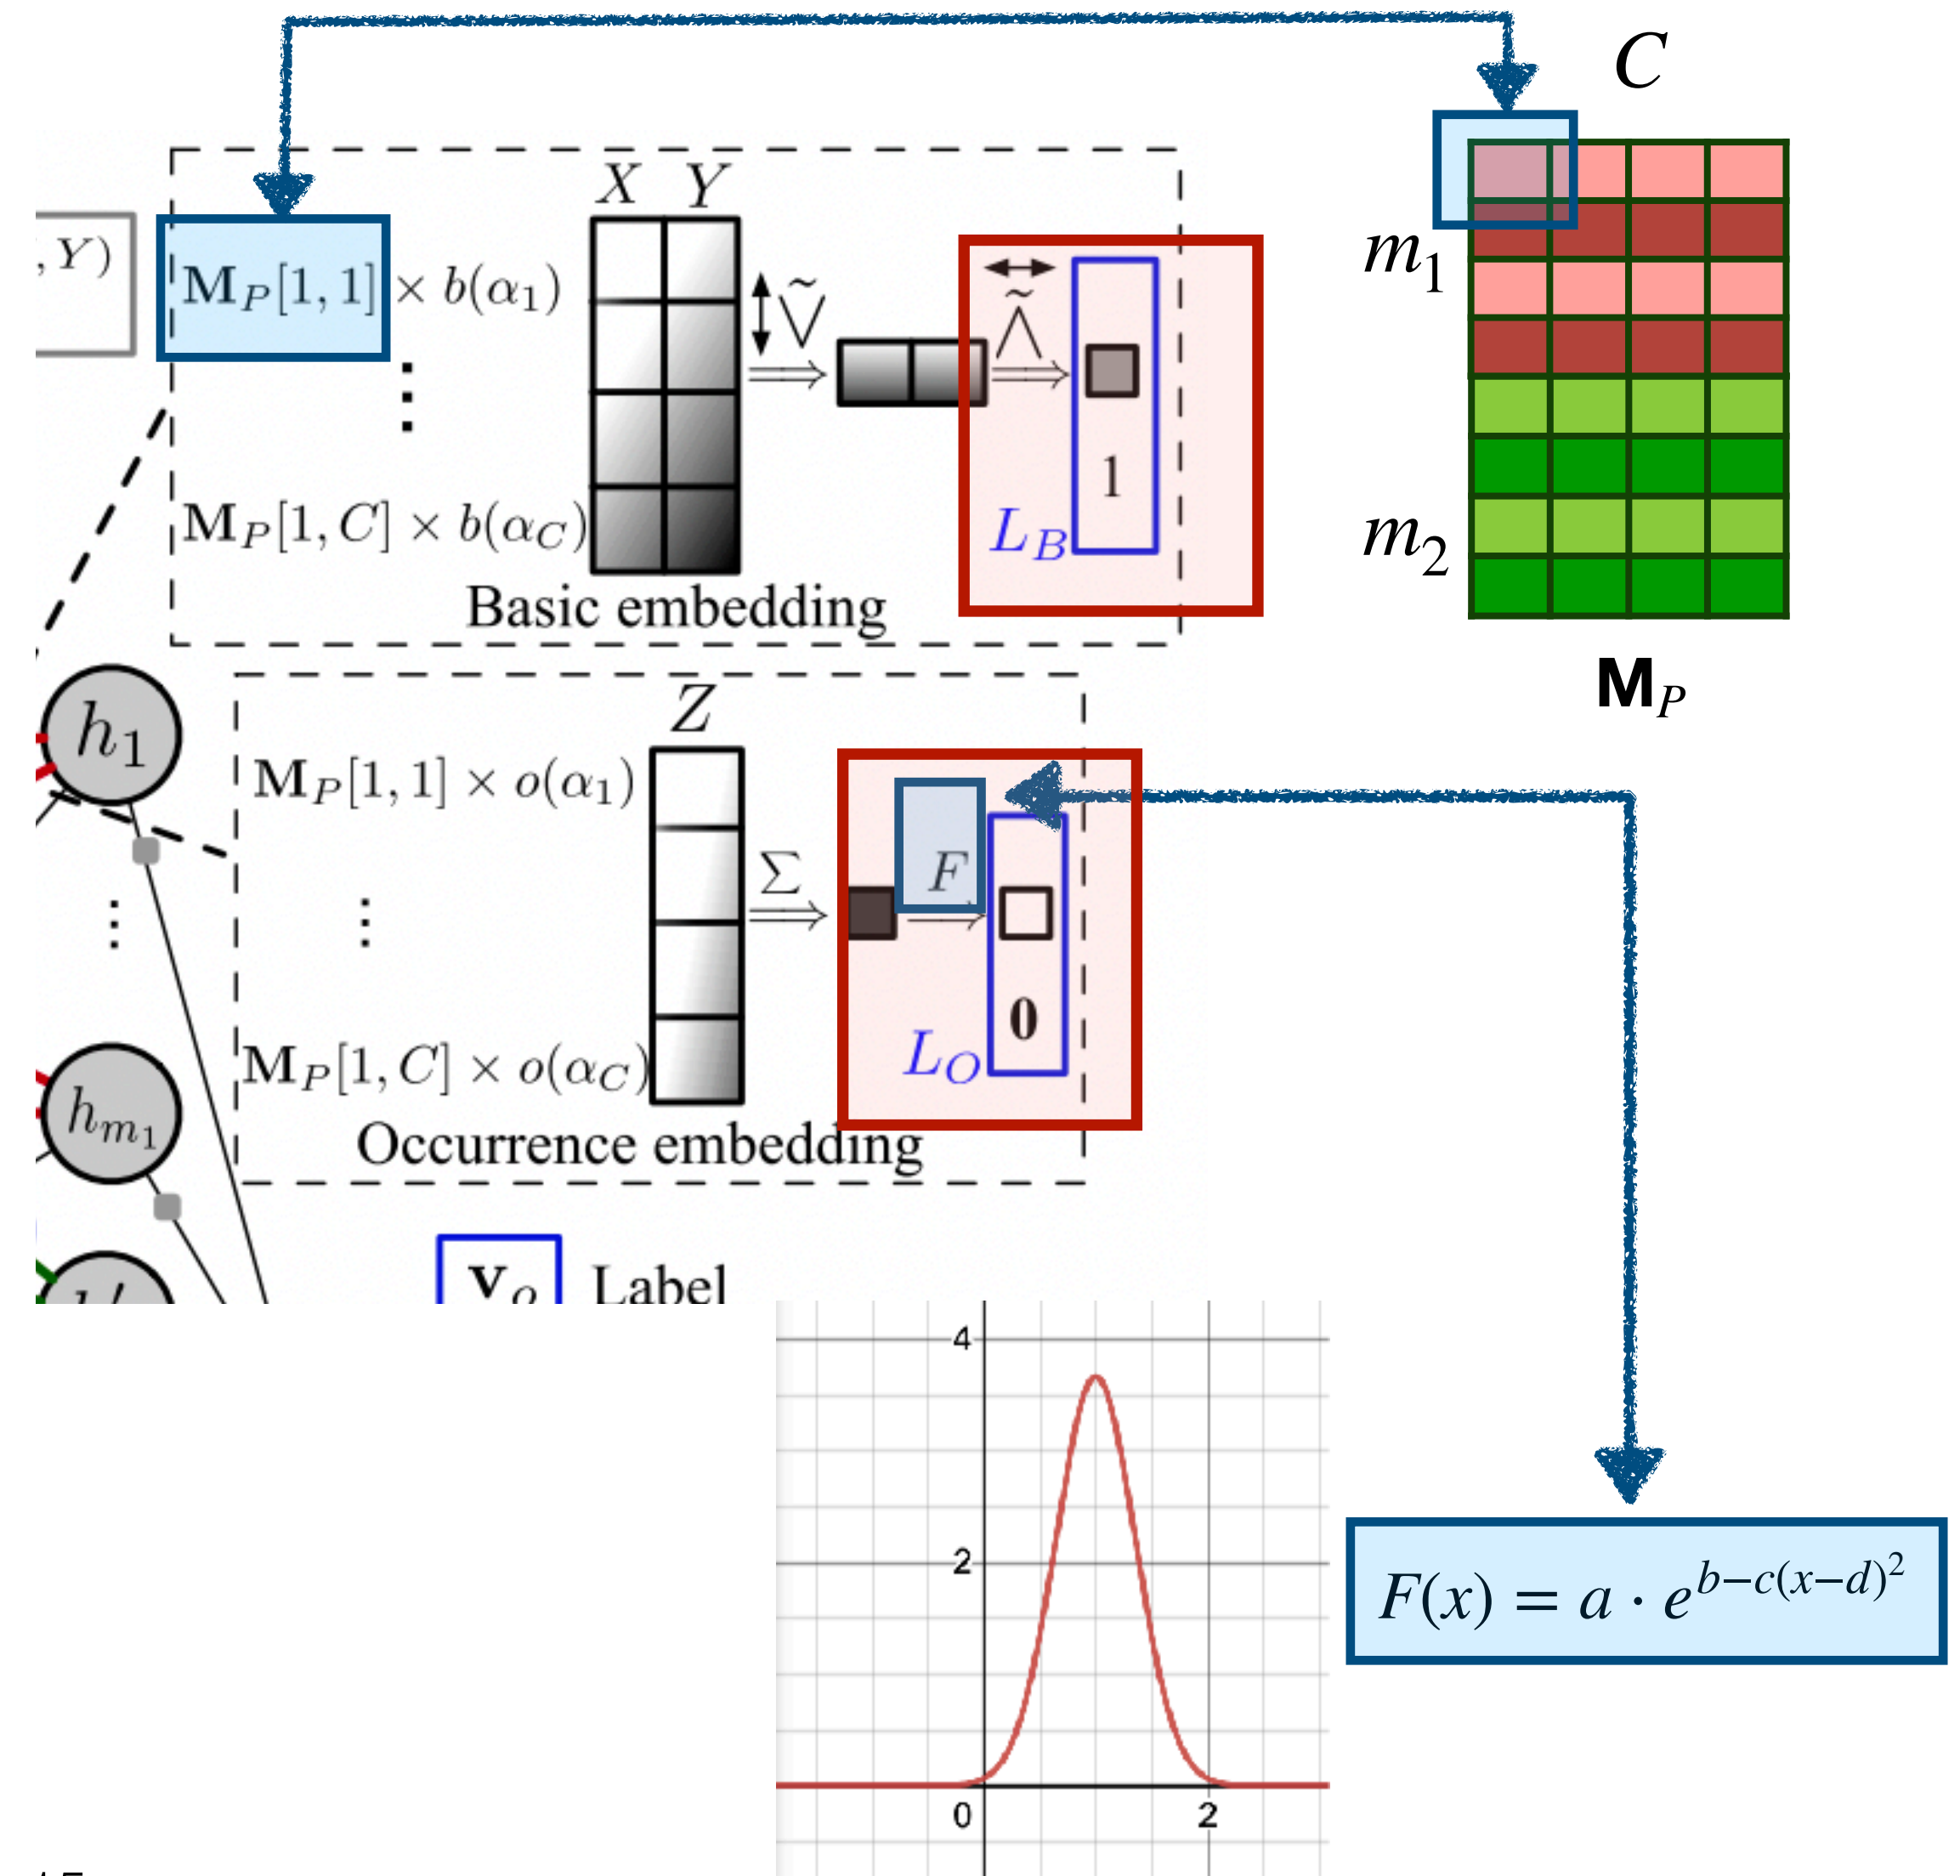 C
X Y
, Y)
M_P[1, 1] × b(α_1)
⋮
M_P[1, C] × b(α_C)
∨̃
∧̃
1
L_B
Basic embedding
m_1
m_2
M_P
h_1
⋮
h_{m_1}
Z
M_P[1, 1] × o(α_1)
⋮
M_P[1, C] × o(α_C)
Σ
F
0
L_O
Occurrence embedding
v_o Label
4
2
0 2
F(x) = a · e^{b−c(x−d)^2}